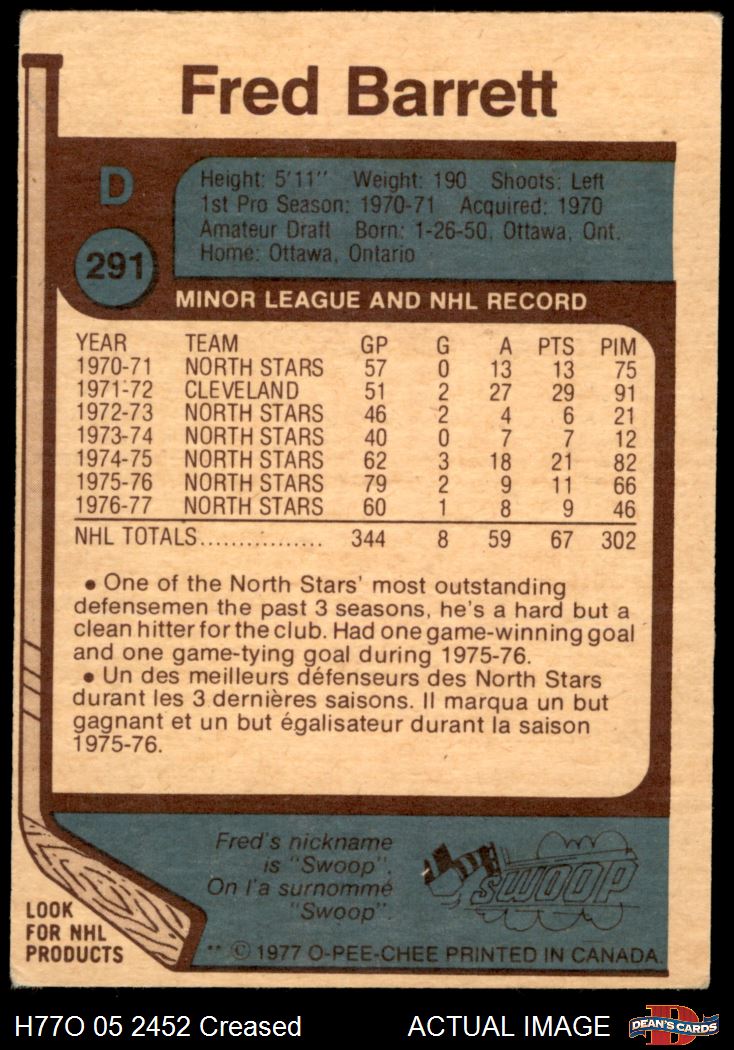 Fred Barrett
D
291
Height: 5'11" Weight: 190 Shoots: Left
1st Pro Season: 1970-71 Acquired: 1970
Amateur Draft Born: 1-26-50, Ottawa, Ont.
Home: Ottawa, Ontario
MINOR LEAGUE AND NHL RECORD
YEAR TEAM GP G A PTS PIM
1970-71 NORTH STARS 57 0 13 13 75
1971-72 CLEVELAND 51 2 27 29 91
1972-73 NORTH STARS 46 2 4 6 21
1973-74 NORTH STARS 40 0 7 7 12
1974-75 NORTH STARS 62 3 18 21 82
1975-76 NORTH STARS 79 2 9 11 66
1976-77 NORTH STARS 60 1 8 9 46
NHL TOTALS................ 344 8 59 67 302
• One of the North Stars' most outstanding
defensemen the past 3 seasons, he's a hard but a
clean hitter for the club. Had one game-winning goal
and one game-tying goal during 1975-76.
• Un des meilleurs défenseurs des North Stars
durant les 3 dernières saisons. Il marqua un but
gagnant et un but égalisateur durant la saison
1975-76.
Fred's nickname
is "Swoop".
On l'a surnommé
"Swoop".
SWOOP
LOOK
FOR NHL
PRODUCTS
** © 1977 O-PEE-CHEE PRINTED IN CANADA.
H77O 05 2452 Creased ACTUAL IMAGE
DEAN'S CARDS